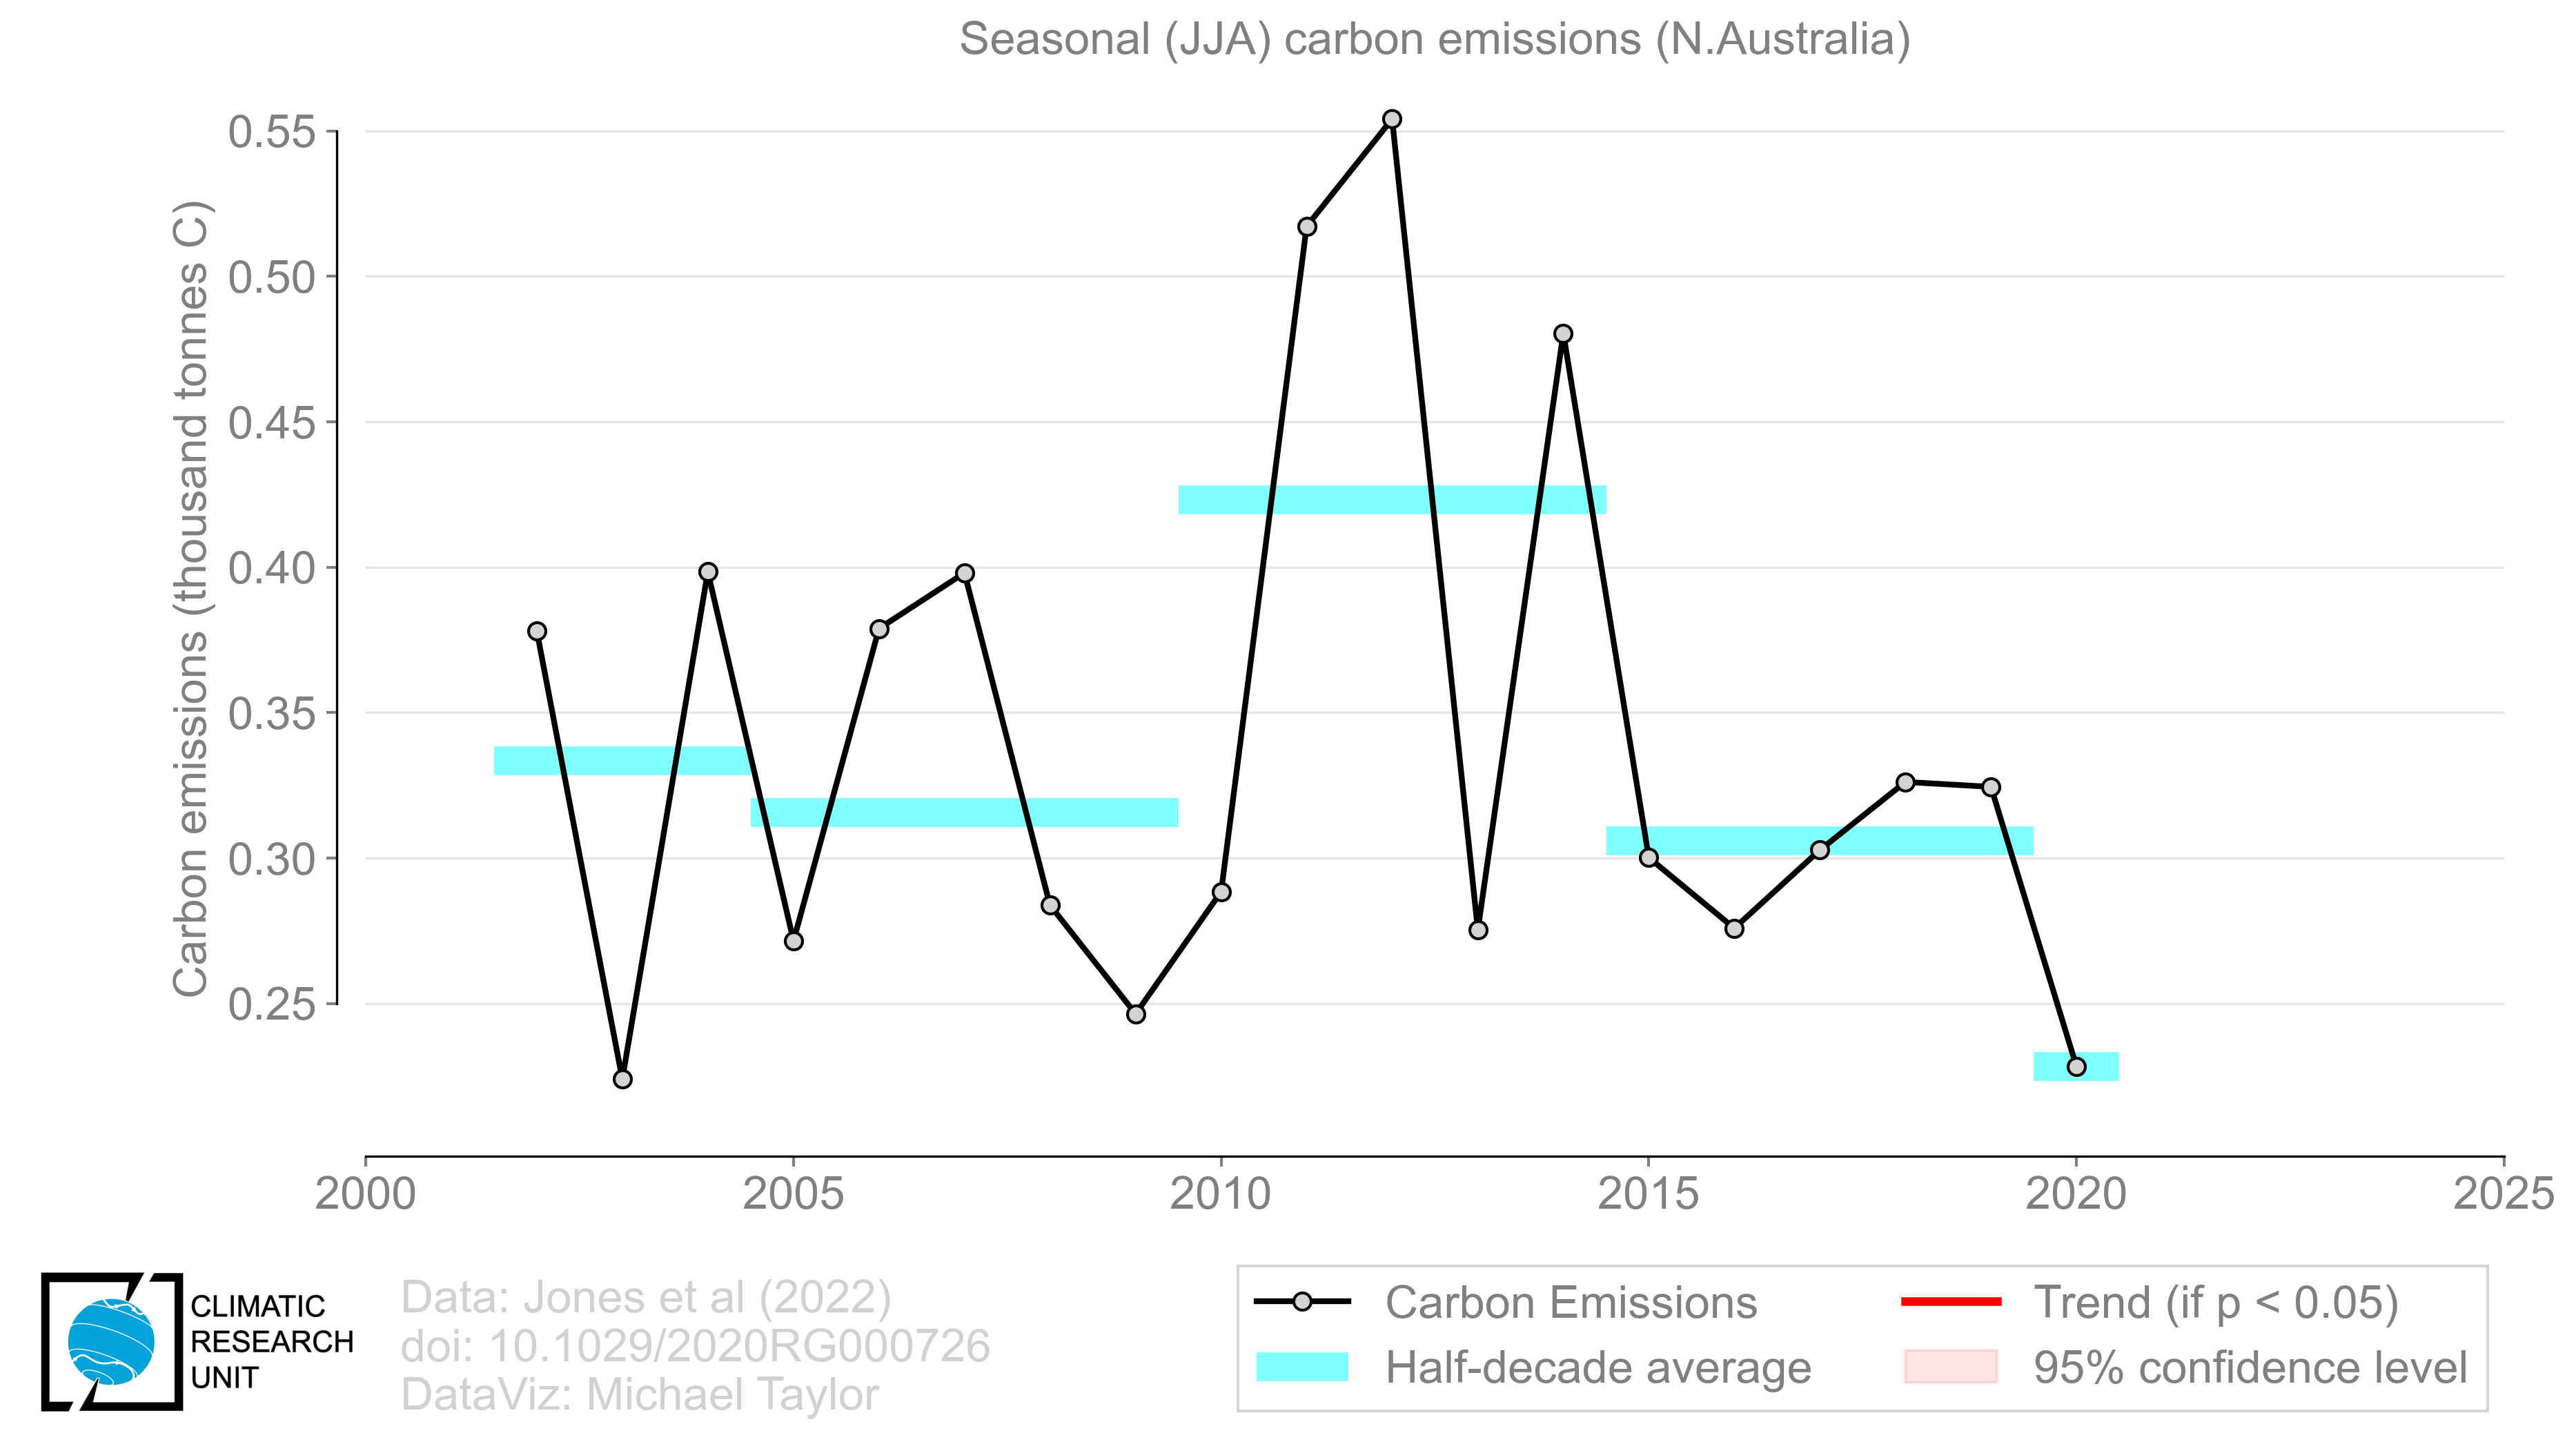 Seasonal (JJA) carbon emissions (N.Australia)
Carbon emissions (thousand tonnes C)
0.55
0.50
0.45
0.40
0.35
0.30
0.25
2000 2005 2010 2015 2020 2025
CLIMATIC
RESEARCH
UNIT
Data: Jones et al (2022)
doi: 10.1029/2020RG000726
DataViz: Michael Taylor
Carbon Emissions
Half-decade average
Trend (if p < 0.05)
95% confidence level